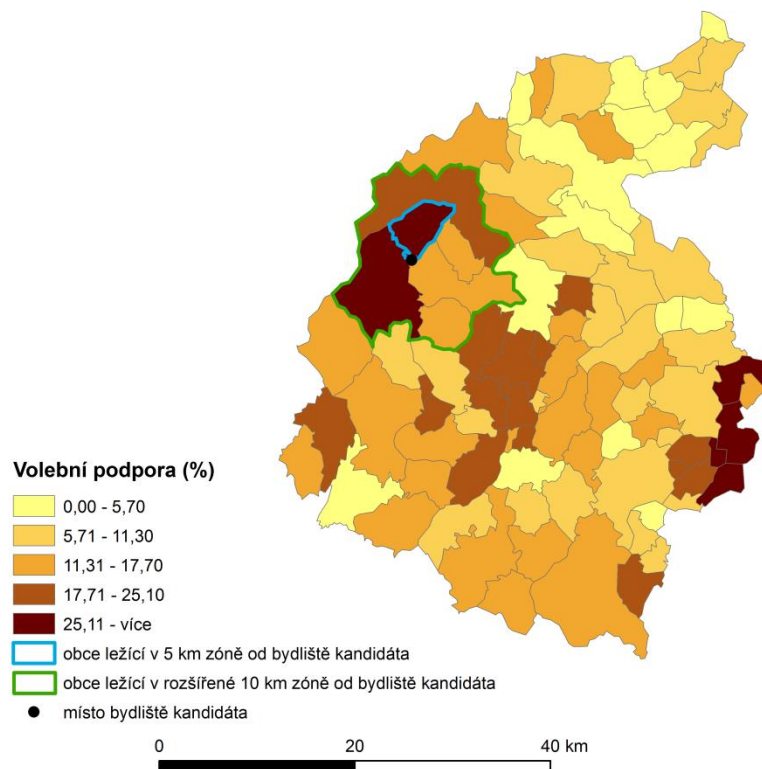 Volební podpora (%)
0,00 - 5,70
5,71 - 11,30
11,31 - 17,70
17,71 - 25,10
25,11 - více
obce ležící v 5 km zóně od bydliště kandidáta
obce ležící v rozšířené 10 km zóně od bydliště kandidáta
místo bydliště kandidáta
0 20 40 km